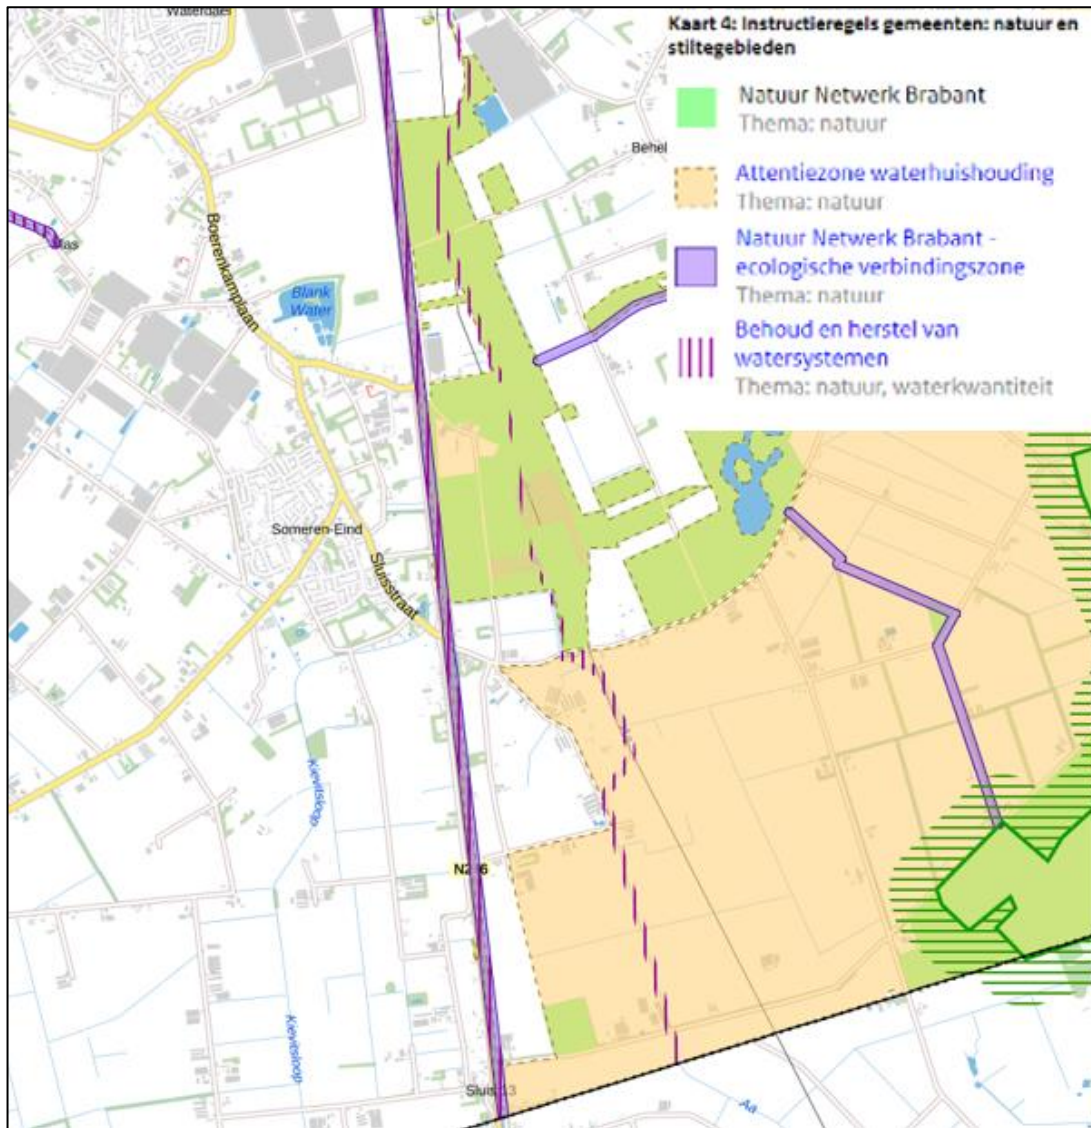 Kaart 4: Instructieregels gemeenten: natuur en
stiltegebieden
Natuur Netwerk Brabant
Thema: natuur
Attentiezone waterhuishouding
Thema: natuur
Natuur Netwerk Brabant -
ecologische verbindingszone
Thema: natuur
Behoud en herstel van
watersystemen
Thema: natuur, waterkwantiteit
Boerenkamplaan
Blank
Water
Someren-Eind
Sluisstraat
Kievitsloop
Kievitsloop
Aa